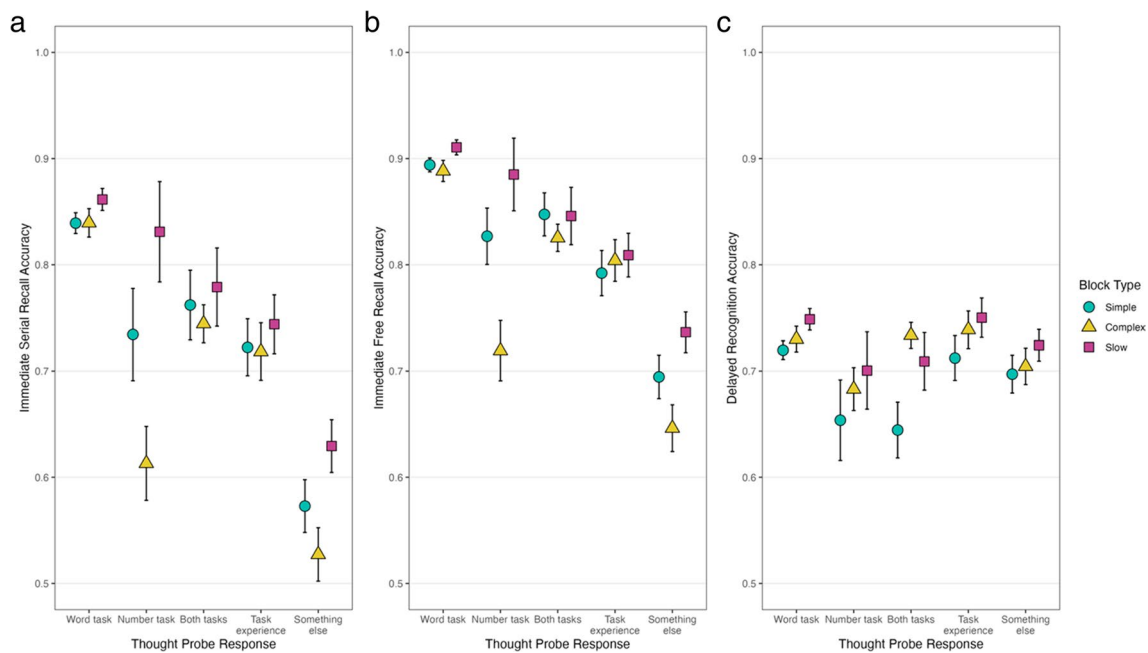 a
b
c
1.0
0.9
0.8
0.7
0.6
0.5
Immediate Serial Recall Accuracy
Word task
Number task
Both tasks
Task
experience
Something
else
Thought Probe Response
1.0
0.9
0.8
0.7
0.6
0.5
Immediate Free Recall Accuracy
Word task
Number task
Both tasks
Task
experience
Something
else
Thought Probe Response
1.0
0.9
0.8
0.7
0.6
0.5
Delayed Recognition Accuracy
Word task
Number task
Both tasks
Task
experience
Something
else
Thought Probe Response
Block Type
Simple
Complex
Slow